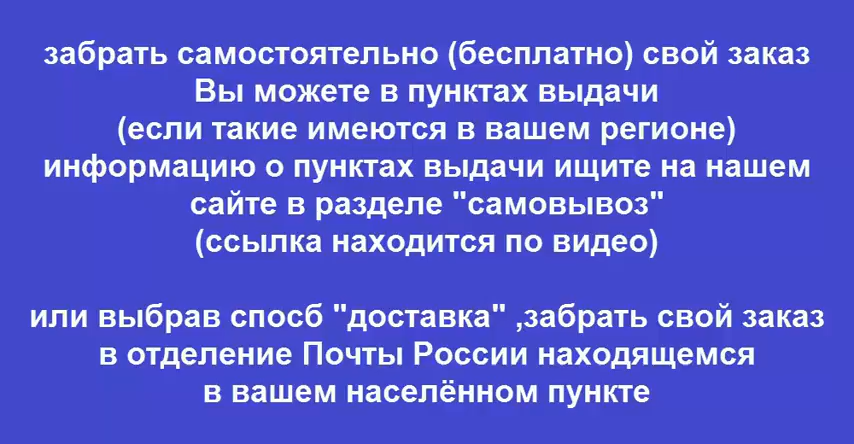 забрать самостоятельно (бесплатно) свой заказ
Вы можете в пунктах выдачи
(если такие имеются в вашем регионе)
информацию о пунктах выдачи ищите на нашем
сайте в разделе "самовывоз"
(ссылка находится по видео)
или выбрав спосб "доставка" ,забрать свой заказ
в отделение Почты России находящемся
в вашем населённом пункте